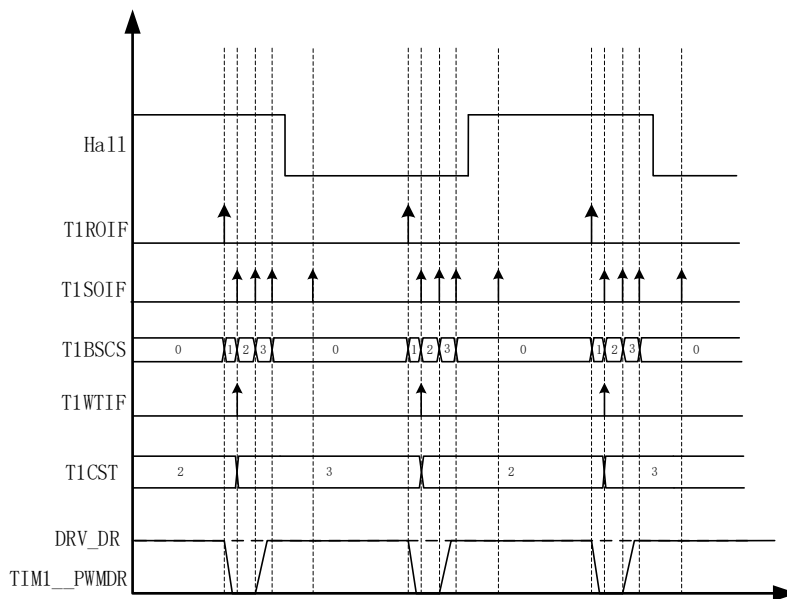 Hall
T1ROIF
T1SOIF
T1BSCS 0 1 2 3 0 1 2 3 0 1 2 3 0
T1WTIF
T1CST 2 3 2 3
DRV_DR
TIM1__PWMDR